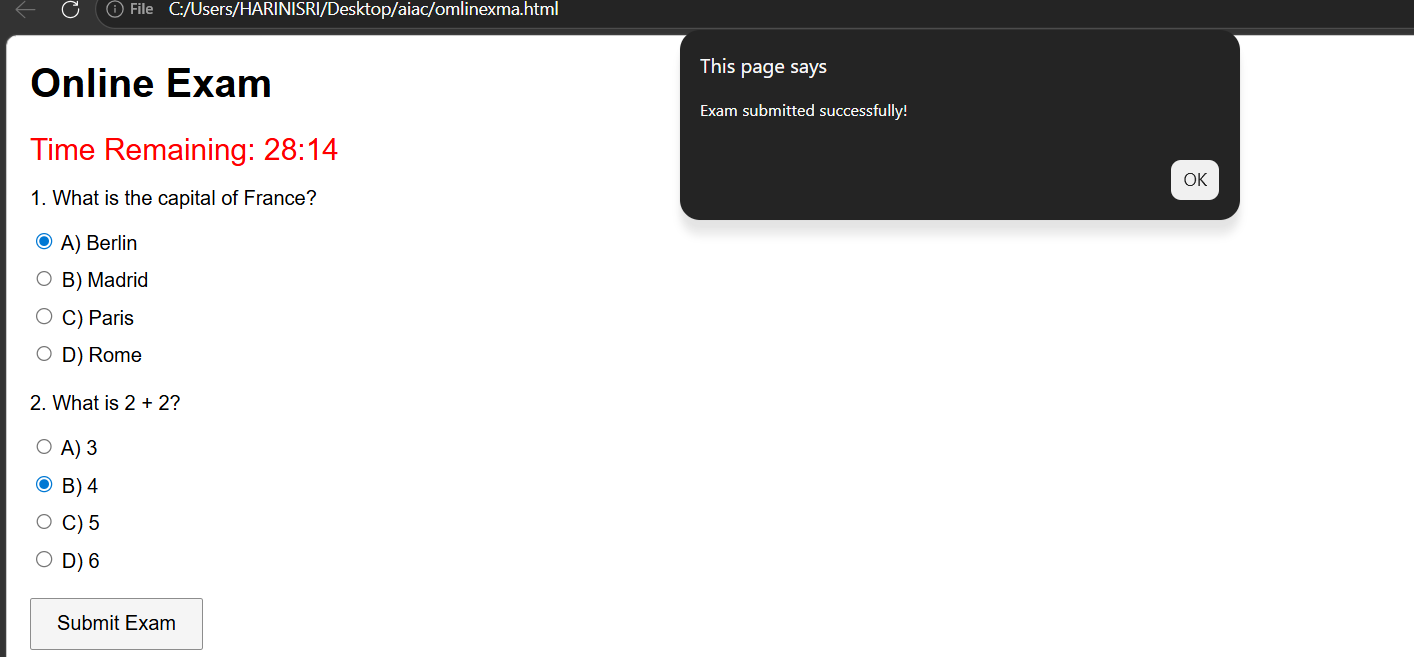 File C:/Users/HARINISRI/Desktop/aiac/omlinexma.html
This page says
Exam submitted successfully!
OK
Online Exam
Time Remaining: 28:14
1. What is the capital of France?
A) Berlin
B) Madrid
C) Paris
D) Rome
2. What is 2 + 2?
A) 3
B) 4
C) 5
D) 6
Submit Exam